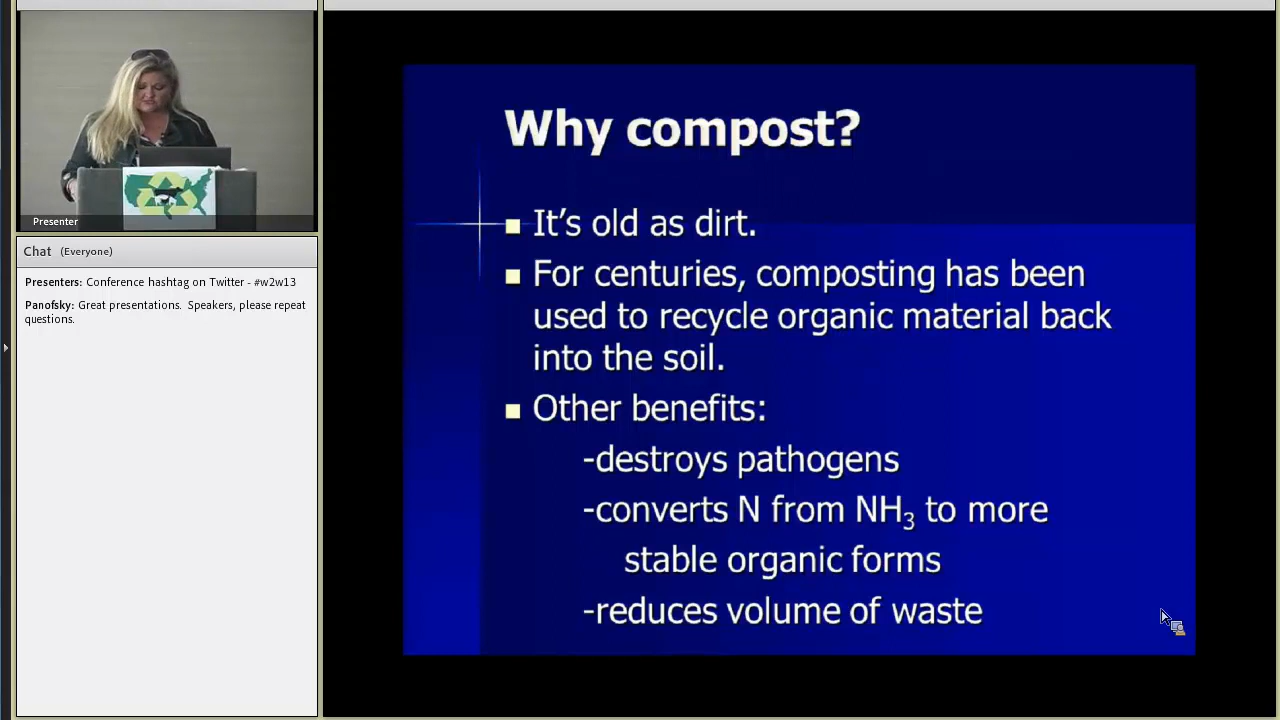 Presenter
Chat (Everyone)
Presenters: Conference hashtag on Twitter - #w2w13
Panofsky: Great presentations. Speakers, please repeat
questions.
Why compost?
■ It's old as dirt.
■ For centuries, composting has been
used to recycle organic material back
into the soil.
■ Other benefits:
-destroys pathogens
-converts N from NH₃ to more
stable organic forms
-reduces volume of waste